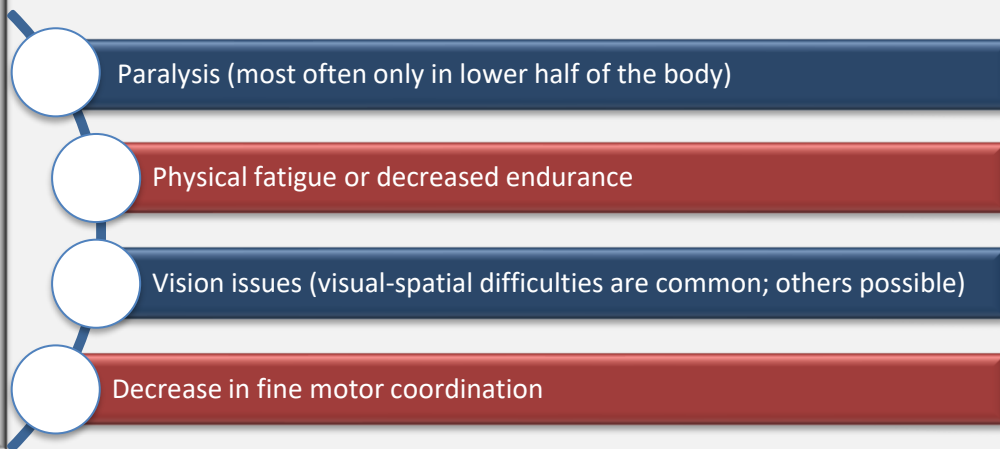 Paralysis (most often only in lower half of the body)
Physical fatigue or decreased endurance
Vision issues (visual-spatial difficulties are common; others possible)
Decrease in fine motor coordination